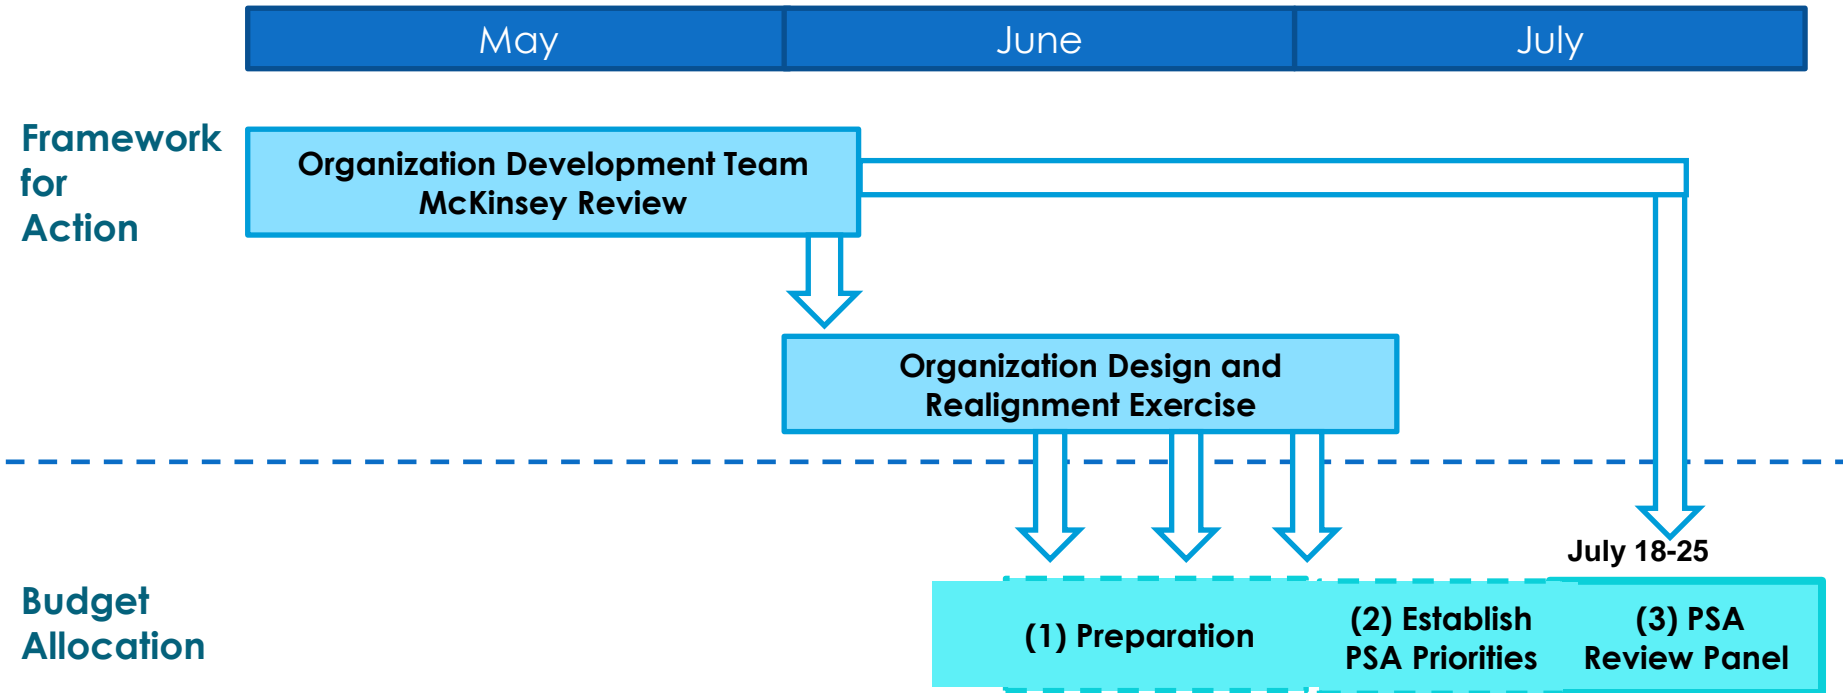 May
June
July
Framework
for
Action
Organization Development Team
McKinsey Review
Organization Design and
Realignment Exercise
July 18-25
Budget
Allocation
(1) Preparation
(2) Establish
PSA Priorities
(3) PSA
Review Panel